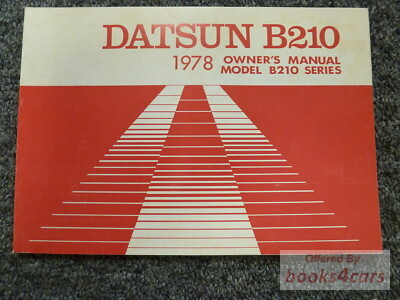 DATSUN B210
1978 OWNER'S MANUAL
MODEL B210 SERIES
Offered By
books4cars